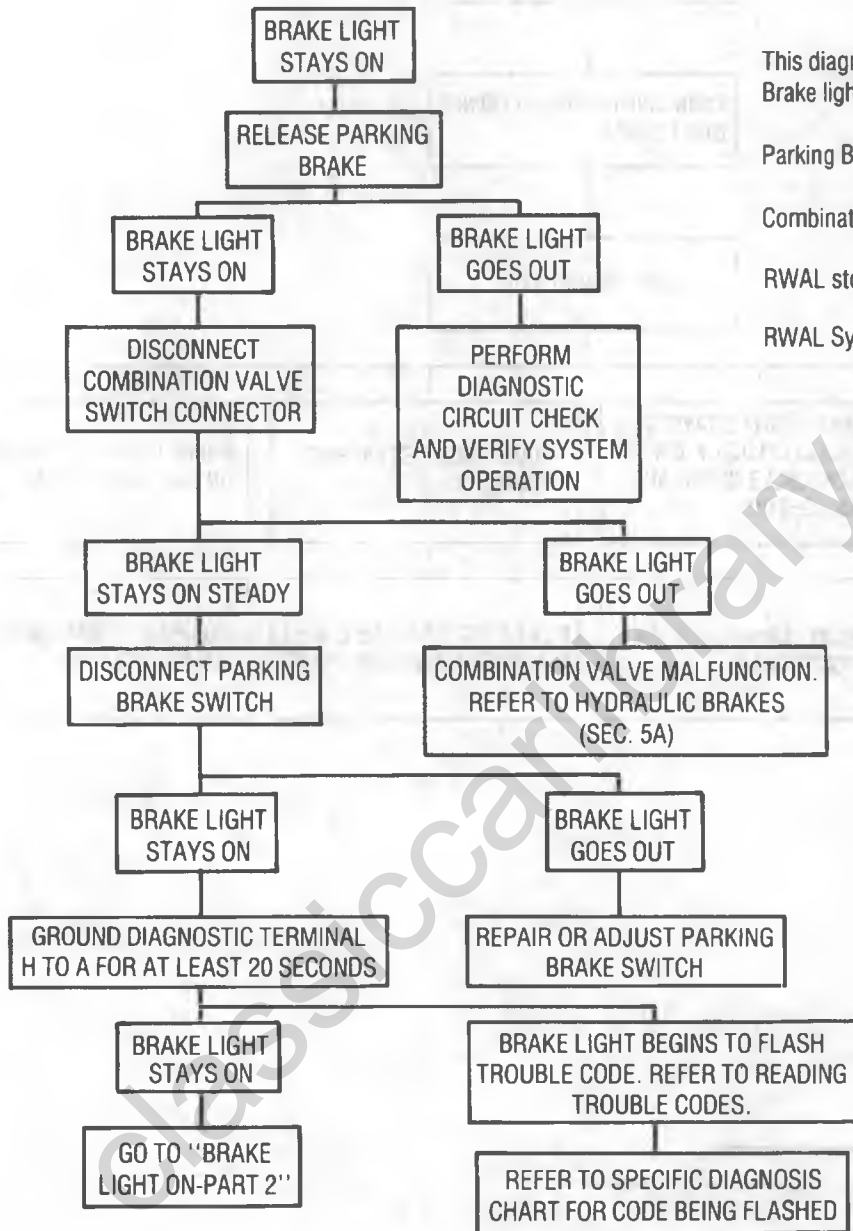 BRAKE LIGHT
STAYS ON
RELEASE PARKING
BRAKE
BRAKE LIGHT
STAYS ON
BRAKE LIGHT
GOES OUT
DISCONNECT
COMBINATION VALVE
SWITCH CONNECTOR
PERFORM
DIAGNOSTIC
CIRCUIT CHECK
AND VERIFY SYSTEM
OPERATION
BRAKE LIGHT
STAYS ON STEADY
BRAKE LIGHT
GOES OUT
DISCONNECT PARKING
BRAKE SWITCH
COMBINATION VALVE MALFUNCTION.
REFER TO HYDRAULIC BRAKES
(SEC. 5A)
BRAKE LIGHT
STAYS ON
BRAKE LIGHT
GOES OUT
GROUND DIAGNOSTIC TERMINAL
H TO A FOR AT LEAST 20 SECONDS
REPAIR OR ADJUST PARKING
BRAKE SWITCH
BRAKE LIGHT
STAYS ON
BRAKE LIGHT BEGINS TO FLASH
TROUBLE CODE. REFER TO READING
TROUBLE CODES.
GO TO "BRAKE
LIGHT ON-PART 2"
REFER TO SPECIFIC DIAGNOSIS
CHART FOR CODE BEING FLASHED
This diagn
Brake ligh
Parking B
Combinat
RWAL st
RWAL Sy
classiccarlibrary